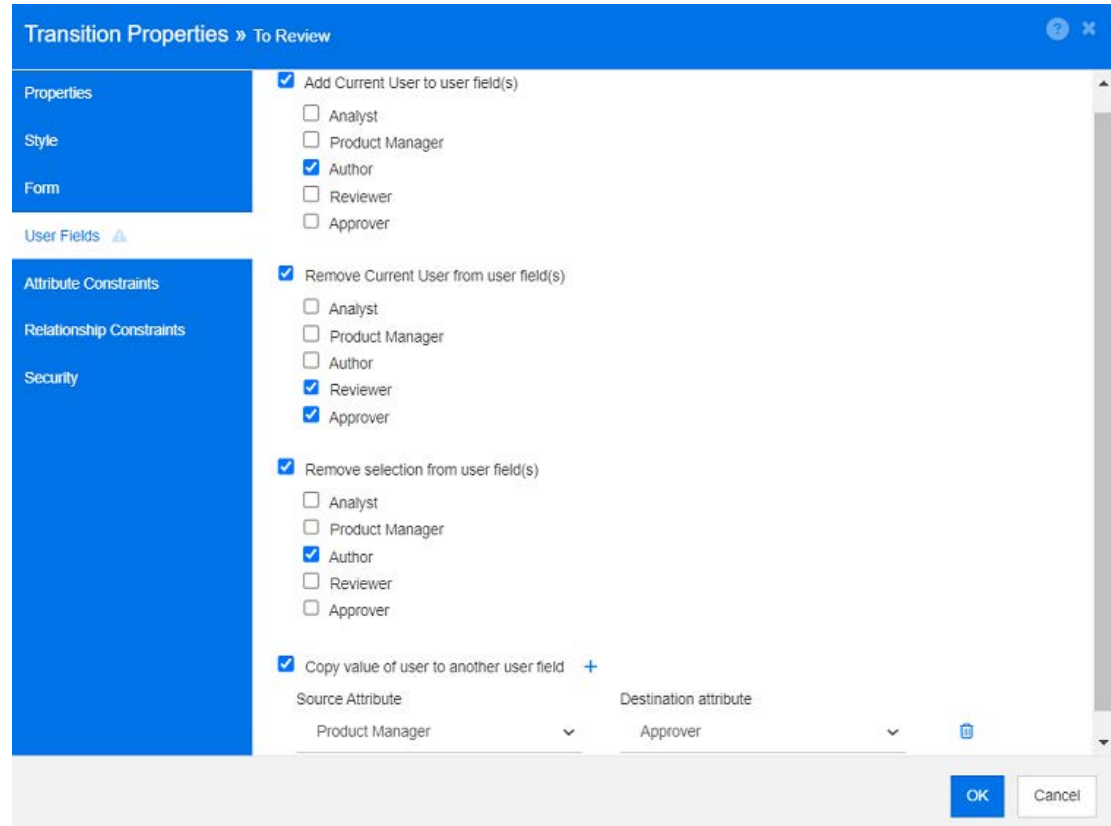 Transition Properties » To Review
Properties
Style
Form
User Fields
Attribute Constraints
Relationship Constraints
Security
Add Current User to user field(s)
Analyst
Product Manager
Author
Reviewer
Approver
Remove Current User from user field(s)
Analyst
Product Manager
Author
Reviewer
Approver
Remove selection from user field(s)
Analyst
Product Manager
Author
Reviewer
Approver
Copy value of user to another user field +
Source Attribute Destination attribute
Product Manager Approver
OK Cancel